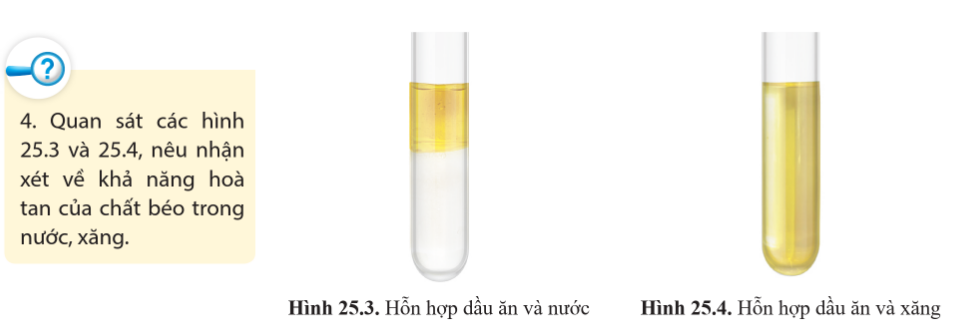 ?
4. Quan sát các hình
25.3 và 25.4, nêu nhận
xét về khả năng hoà
tan của chất béo trong
nước, xăng.
Hình 25.3. Hỗn hợp dầu ăn và nước
Hình 25.4. Hỗn hợp dầu ăn và xăng